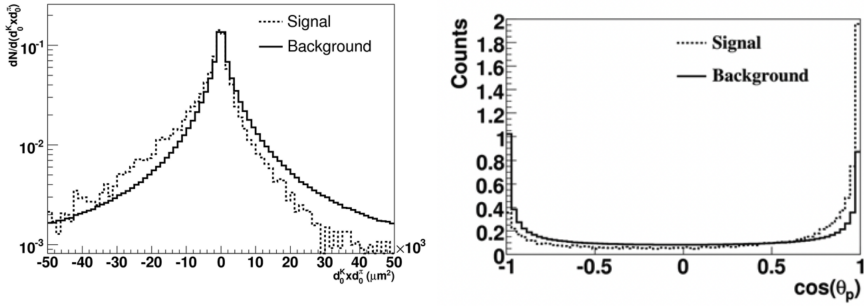 dN/d(d₀ᴷxd₀^π)
Signal
Background
10⁻¹
10⁻²
10⁻³
-50 -40 -30 -20 -10 0 10 20 30 40 50
×10³
d₀ᴷxd₀^π (μm²)
Counts
Signal
Background
2
1.8
1.6
1.4
1.2
1
0.8
0.6
0.4
0.2
0
-1 -0.5 0 0.5 1
cos(θₚ)